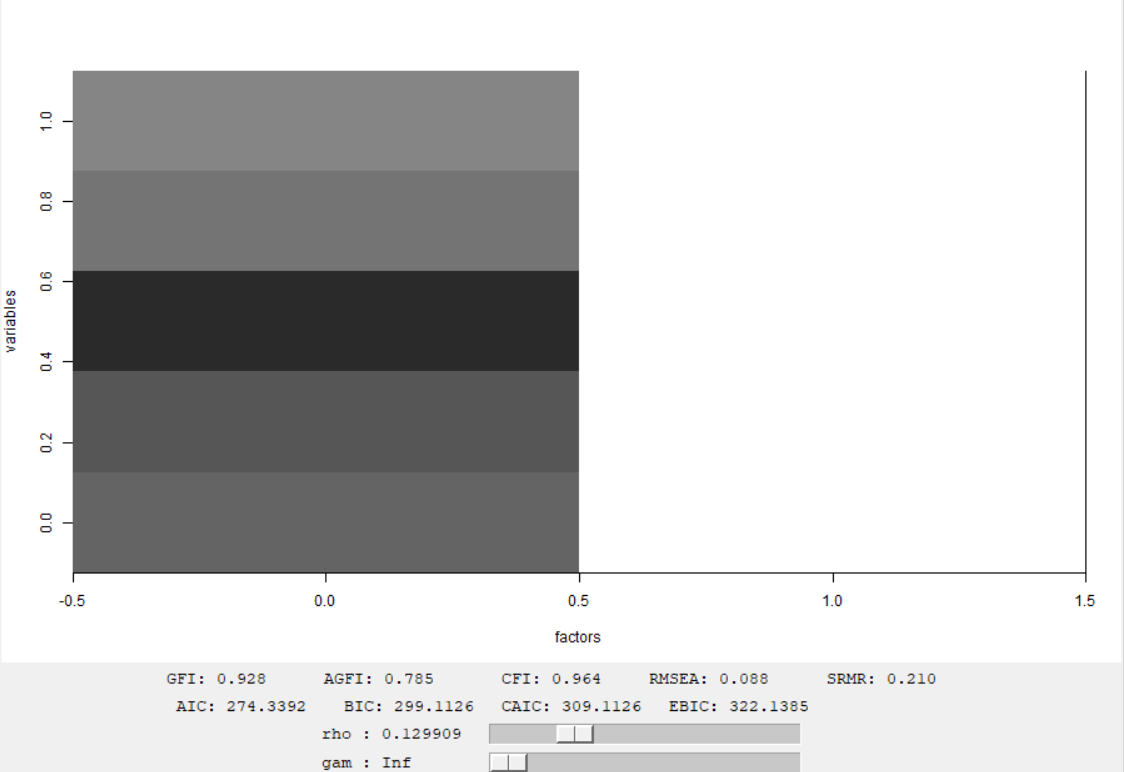 1.0
0.8
0.6
0.4
0.2
0.0
variables
-0.5 0.0 0.5 1.0 1.5
factors
GFI: 0.928 AGFI: 0.785 CFI: 0.964 RMSEA: 0.088 SRMR: 0.210
AIC: 274.3392 BIC: 299.1126 CAIC: 309.1126 EBIC: 322.1385
rho : 0.129909
gam : Inf